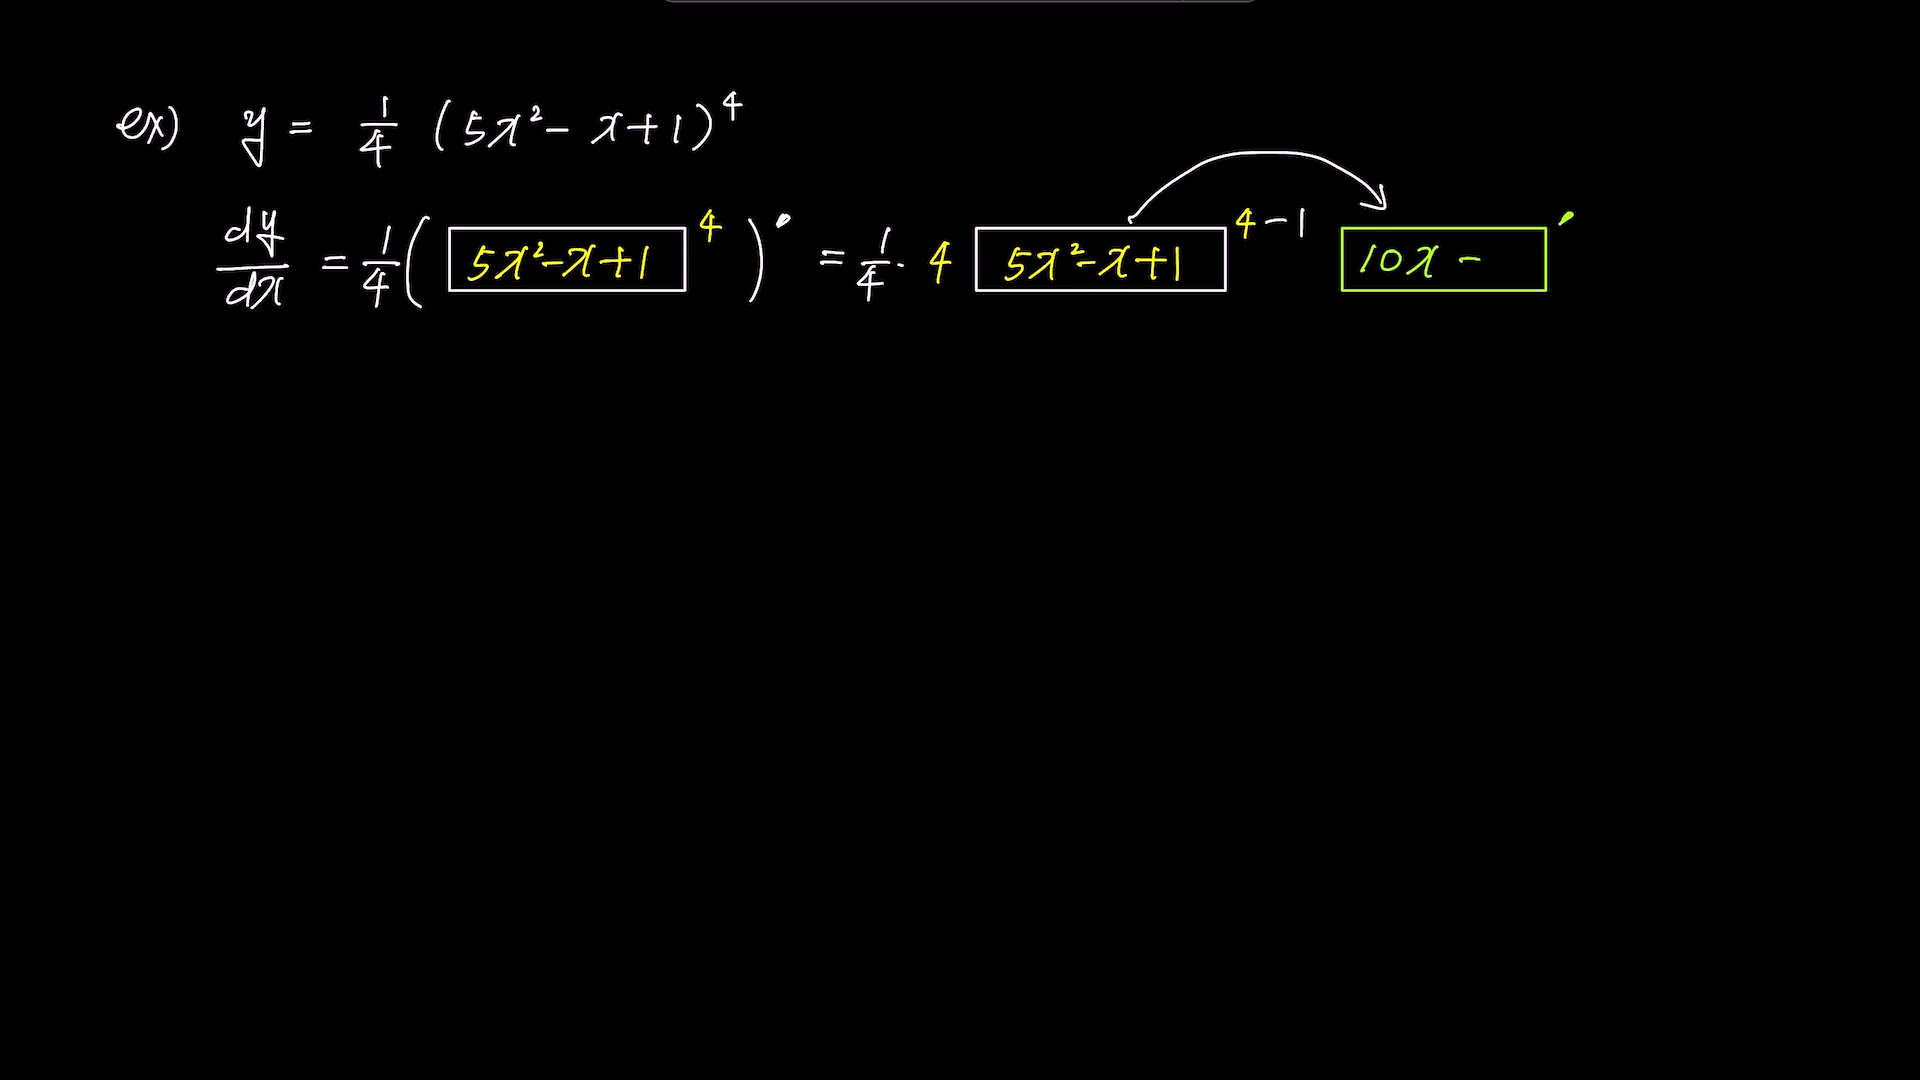 ex) y = 1/4 (5x² - x + 1)⁴
dy/dx = 1/4 ( 5x² - x + 1 ⁴ )′ = 1/4 · 4 5x² - x + 1 ⁴⁻¹ 10x - ′